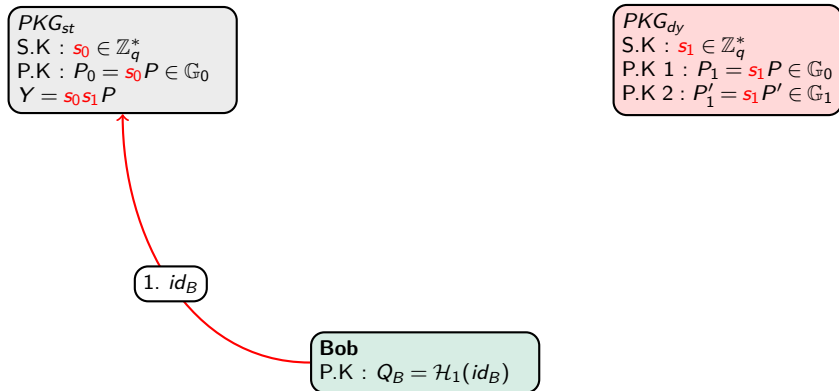 PKG_st
S.K : s_0 ∈ ℤ_q^*
P.K : P_0 = s_0P ∈ 𝔾_0
Y = s_0s_1P
PKG_dy
S.K : s_1 ∈ ℤ_q^*
P.K 1 : P_1 = s_1P ∈ 𝔾_0
P.K 2 : P'_1 = s_1P' ∈ 𝔾_1
1. id_B
Bob
P.K : Q_B = ℋ_1(id_B)